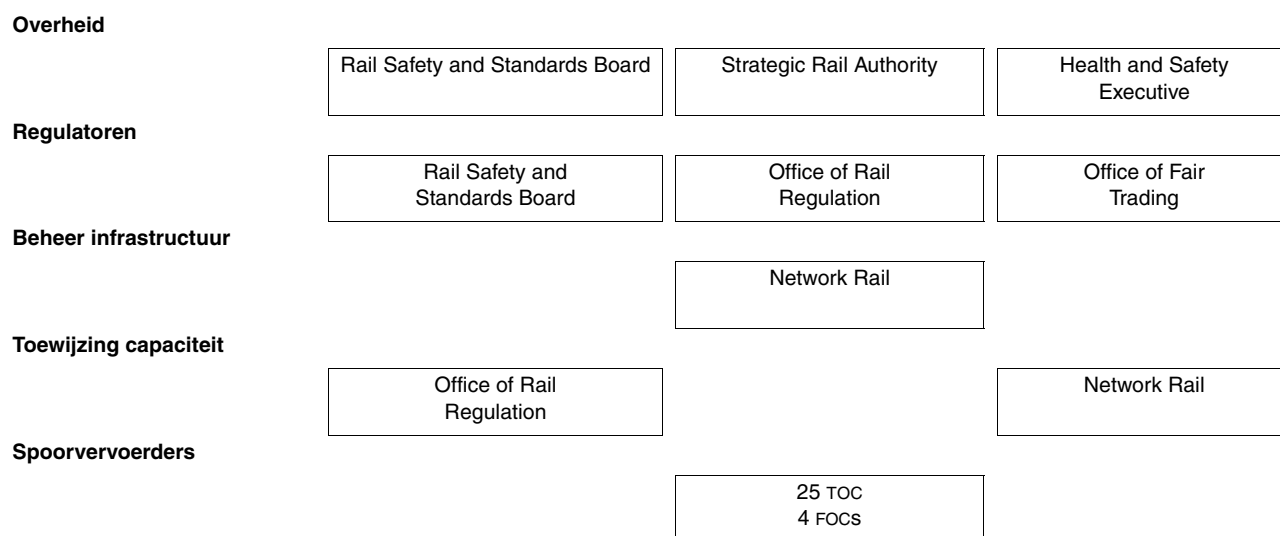 Overheid
Rail Safety and Standards Board
Strategic Rail Authority
Health and Safety
Executive
Regulatoren
Rail Safety and
Standards Board
Office of Rail
Regulation
Office of Fair
Trading
Beheer infrastructuur
Network Rail
Toewijzing capaciteit
Office of Rail
Regulation
Network Rail
Spoorvervoerders
25 TOC
4 FOCs